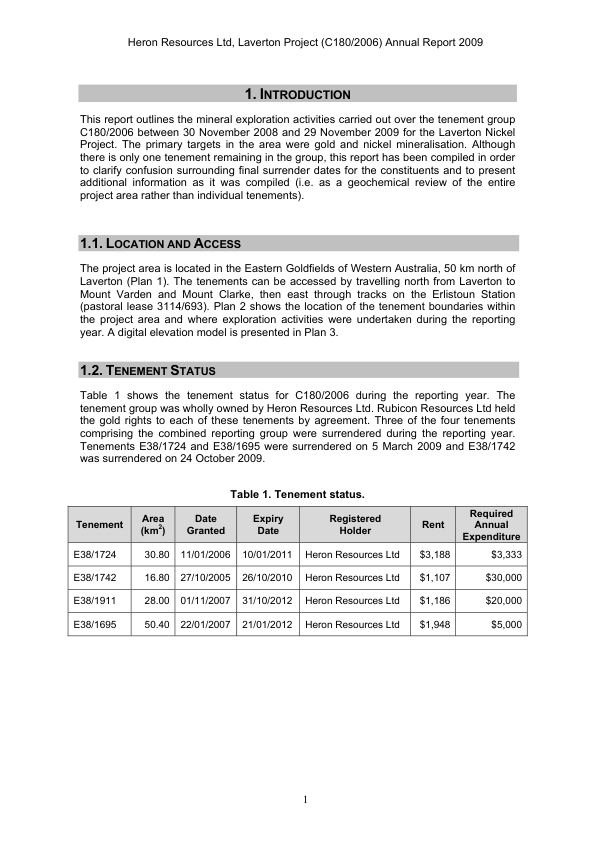 Heron Resources Ltd, Laverton Project (C180/2006) Annual Report 2009
1. INTRODUCTION
This report outlines the mineral exploration activities carried out over the tenement group
C180/2006 between 30 November 2008 and 29 November 2009 for the Laverton Nickel
Project. The primary targets in the area were gold and nickel mineralisation. Although
there is only one tenement remaining in the group, this report has been compiled in order
to clarify confusion surrounding final surrender dates for the constituents and to present
additional information as it was compiled (i.e. as a geochemical review of the entire
project area rather than individual tenements).
1.1. LOCATION AND ACCESS
The project area is located in the Eastern Goldfields of Western Australia, 50 km north of
Laverton (Plan 1). The tenements can be accessed by travelling north from Laverton to
Mount Varden and Mount Clarke, then east through tracks on the Erlistoun Station
(pastoral lease 3114/693). Plan 2 shows the location of the tenement boundaries within
the project area and where exploration activities were undertaken during the reporting
year. A digital elevation model is presented in Plan 3.
1.2. TENEMENT STATUS
Table 1 shows the tenement status for C180/2006 during the reporting year. The
tenement group was wholly owned by Heron Resources Ltd. Rubicon Resources Ltd held
the gold rights to each of these tenements by agreement. Three of the four tenements
comprising the combined reporting group were surrendered during the reporting year.
Tenements E38/1724 and E38/1695 were surrendered on 5 March 2009 and E38/1742
was surrendered on 24 October 2009.
Table 1. Tenement status.
Tenement Area (km²) Date Granted Expiry Date Registered Holder Rent Required Annual Expenditure
E38/1724 30.80 11/01/2006 10/01/2011 Heron Resources Ltd $3,188 $3,333
E38/1742 16.80 27/10/2005 26/10/2010 Heron Resources Ltd $1,107 $30,000
E38/1911 28.00 01/11/2007 31/10/2012 Heron Resources Ltd $1,186 $20,000
E38/1695 50.40 22/01/2007 21/01/2012 Heron Resources Ltd $1,948 $5,000
1